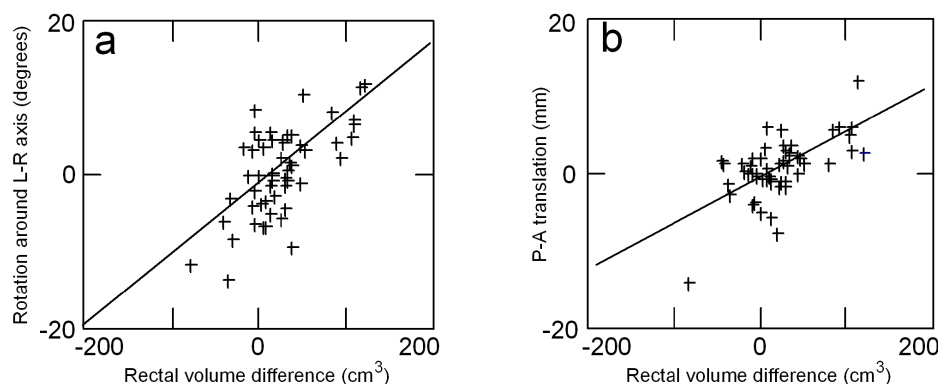 a
20
0
-20
-200
0
200
Rotation around L-R axis (degrees)
Rectal volume difference (cm³)
b
20
0
-20
-200
0
200
P-A translation (mm)
Rectal volume difference (cm³)